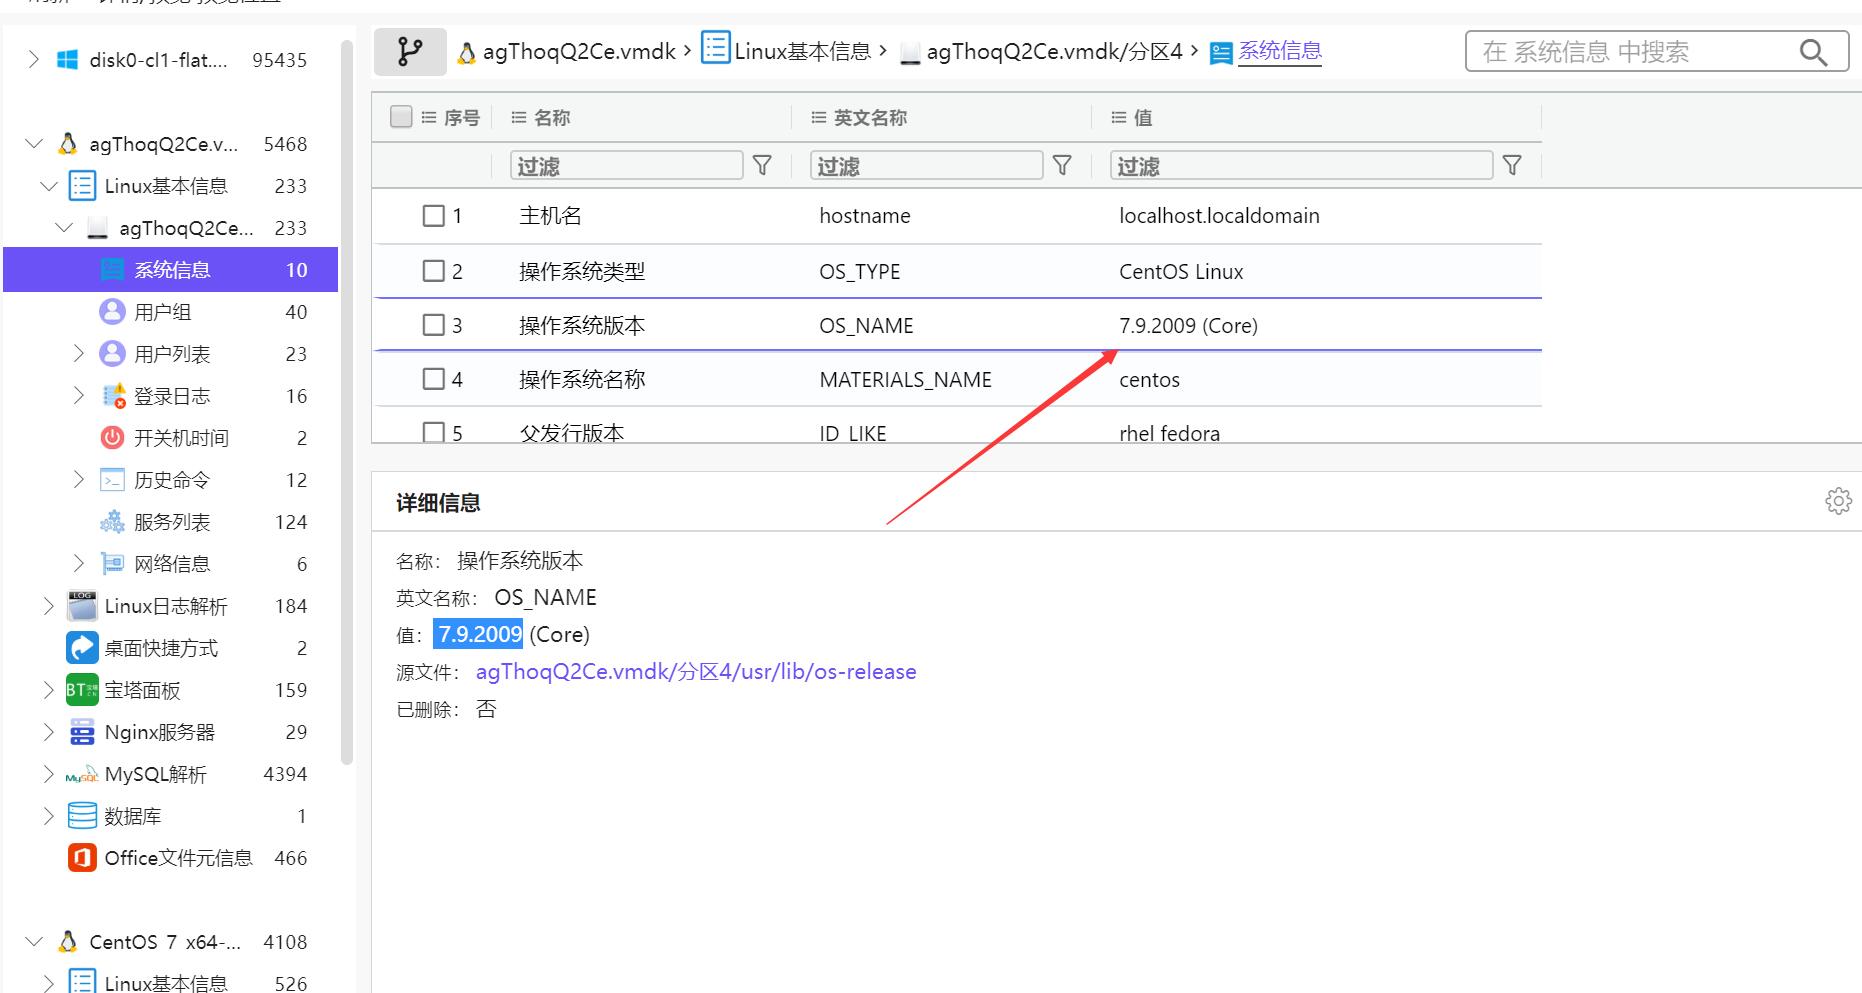 disk0-cl1-flat.... 95435
agThoqQ2Ce.v... 5468
Linux基本信息 233
agThoqQ2Ce... 233
系统信息 10
用户组 40
用户列表 23
登录日志 16
开关机时间 2
历史命令 12
服务列表 124
网络信息 6
LOG Linux日志解析 184
桌面快捷方式 2
BT 宝塔面板 159
Nginx服务器 29
MySQL MySQL解析 4394
数据库 1
Office文件元信息 466
CentOS 7 x64-... 4108
Linux基本信息 526
agThoqQ2Ce.vmdk > Linux基本信息 > agThoqQ2Ce.vmdk/分区4 > 系统信息
在 系统信息 中搜索
序号 名称 英文名称 值
过滤 过滤 过滤
1 主机名 hostname localhost.localdomain
2 操作系统类型 OS_TYPE CentOS Linux
3 操作系统版本 OS_NAME 7.9.2009 (Core)
4 操作系统名称 MATERIALS_NAME centos
5 父发行版本 ID_LIKE rhel fedora
详细信息
名称: 操作系统版本
英文名称: OS_NAME
值: 7.9.2009 (Core)
源文件: agThoqQ2Ce.vmdk/分区4/usr/lib/os-release
已删除: 否